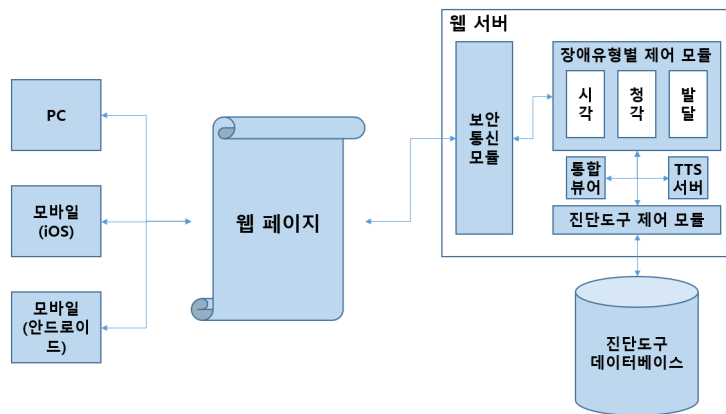 웹 서버
장애유형별 제어 모듈
시
각
청
각
발
달
보안
통신
모듈
통합
뷰어
TTS
서버
진단도구 제어 모듈
PC
모바일
(iOS)
모바일
(안드로이
드)
웹 페이지
진단도구
데이터베이스